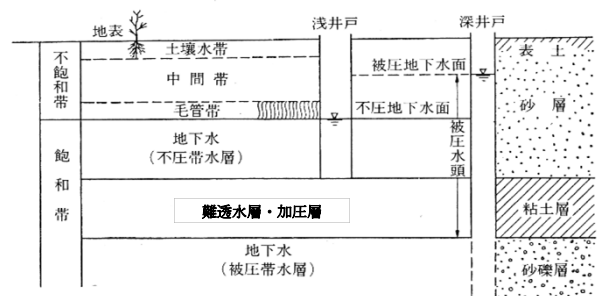 地表
浅井戸
深井戸
不飽和帯
土壌水帯
中間帯
毛管帯
被圧地下水面
不圧地下水面
表土
砂層
飽和帯
地下水
(不圧帯水層)
被圧水頭
難透水層・加圧層
粘土層
地下水
(被圧帯水層)
砂礫層